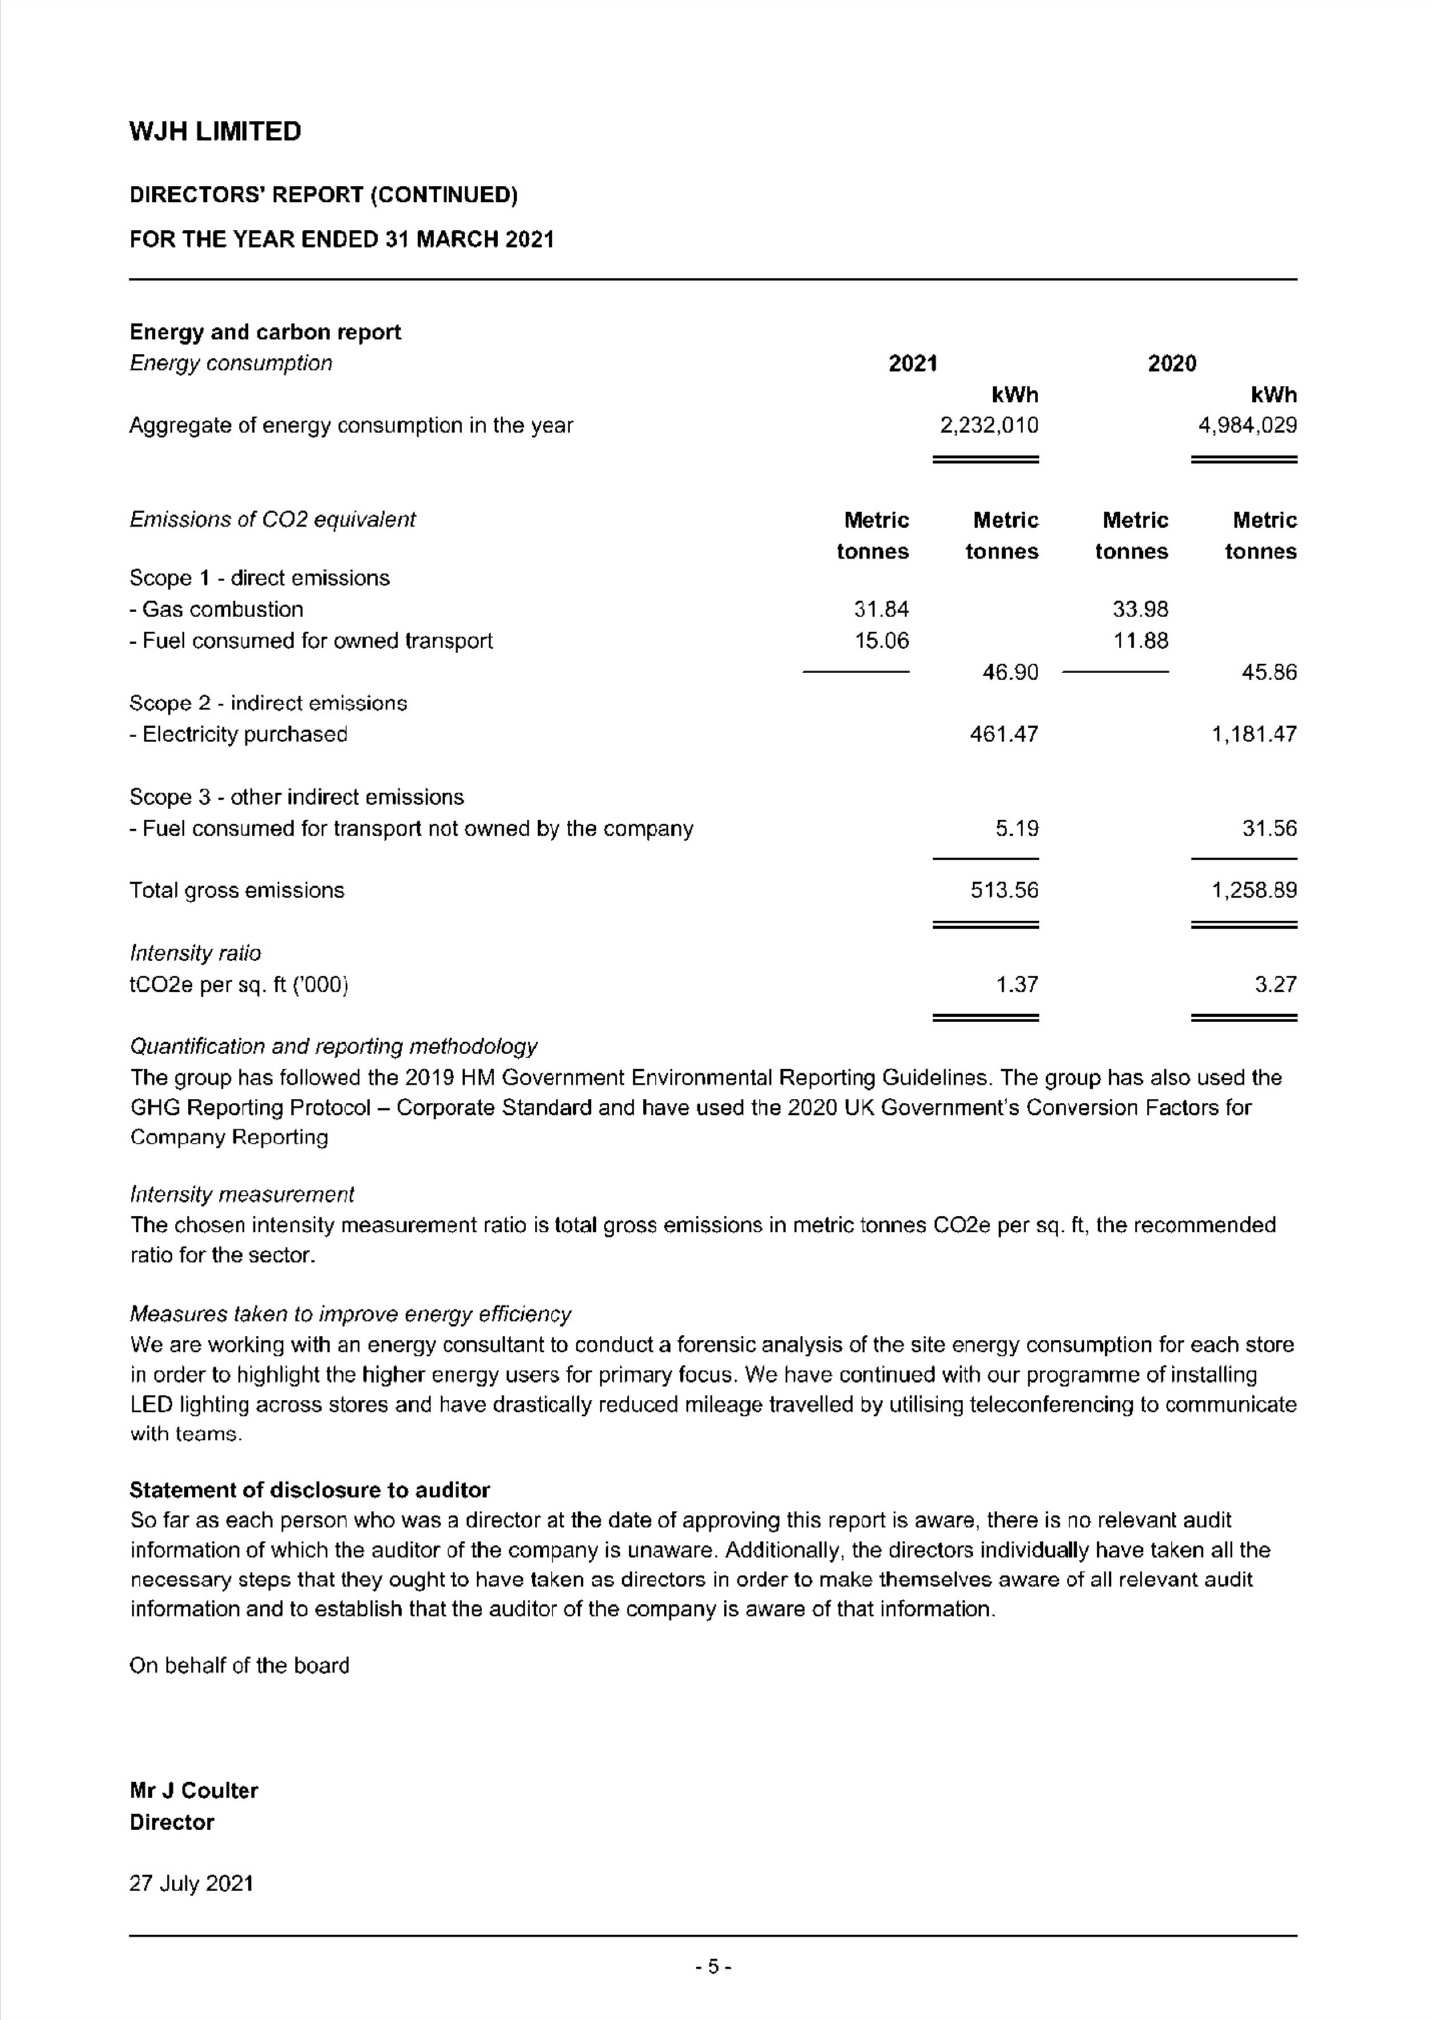 WJH LIMITED
DIRECTORS' REPORT (CONTINUED)
FOR THE YEAR ENDED 31 MARCH 2021
Energy and carbon report
Energy consumption 2021 2020
kWh kWh
Aggregate of energy consumption in the year 2,232,010 4,984,029
Emissions of CO2 equivalent Metric Metric Metric Metric
tonnes tonnes tonnes tonnes
Scope 1 - direct emissions
- Gas combustion 31.84 33.98
- Fuel consumed for owned transport 15.06 11.88
46.90 45.86
Scope 2 - indirect emissions
- Electricity purchased 461.47 1,181.47
Scope 3 - other indirect emissions
- Fuel consumed for transport not owned by the company 5.19 31.56
Total gross emissions 513.56 1,258.89
Intensity ratio
tCO2e per sq. ft ('000) 1.37 3.27
Quantification and reporting methodology
The group has followed the 2019 HM Government Environmental Reporting Guidelines. The group has also used the
GHG Reporting Protocol – Corporate Standard and have used the 2020 UK Government's Conversion Factors for
Company Reporting
Intensity measurement
The chosen intensity measurement ratio is total gross emissions in metric tonnes CO2e per sq. ft, the recommended
ratio for the sector.
Measures taken to improve energy efficiency
We are working with an energy consultant to conduct a forensic analysis of the site energy consumption for each store
in order to highlight the higher energy users for primary focus. We have continued with our programme of installing
LED lighting across stores and have drastically reduced mileage travelled by utilising teleconferencing to communicate
with teams.
Statement of disclosure to auditor
So far as each person who was a director at the date of approving this report is aware, there is no relevant audit
information of which the auditor of the company is unaware. Additionally, the directors individually have taken all the
necessary steps that they ought to have taken as directors in order to make themselves aware of all relevant audit
information and to establish that the auditor of the company is aware of that information.
On behalf of the board
Mr J Coulter
Director
27 July 2021
- 5 -